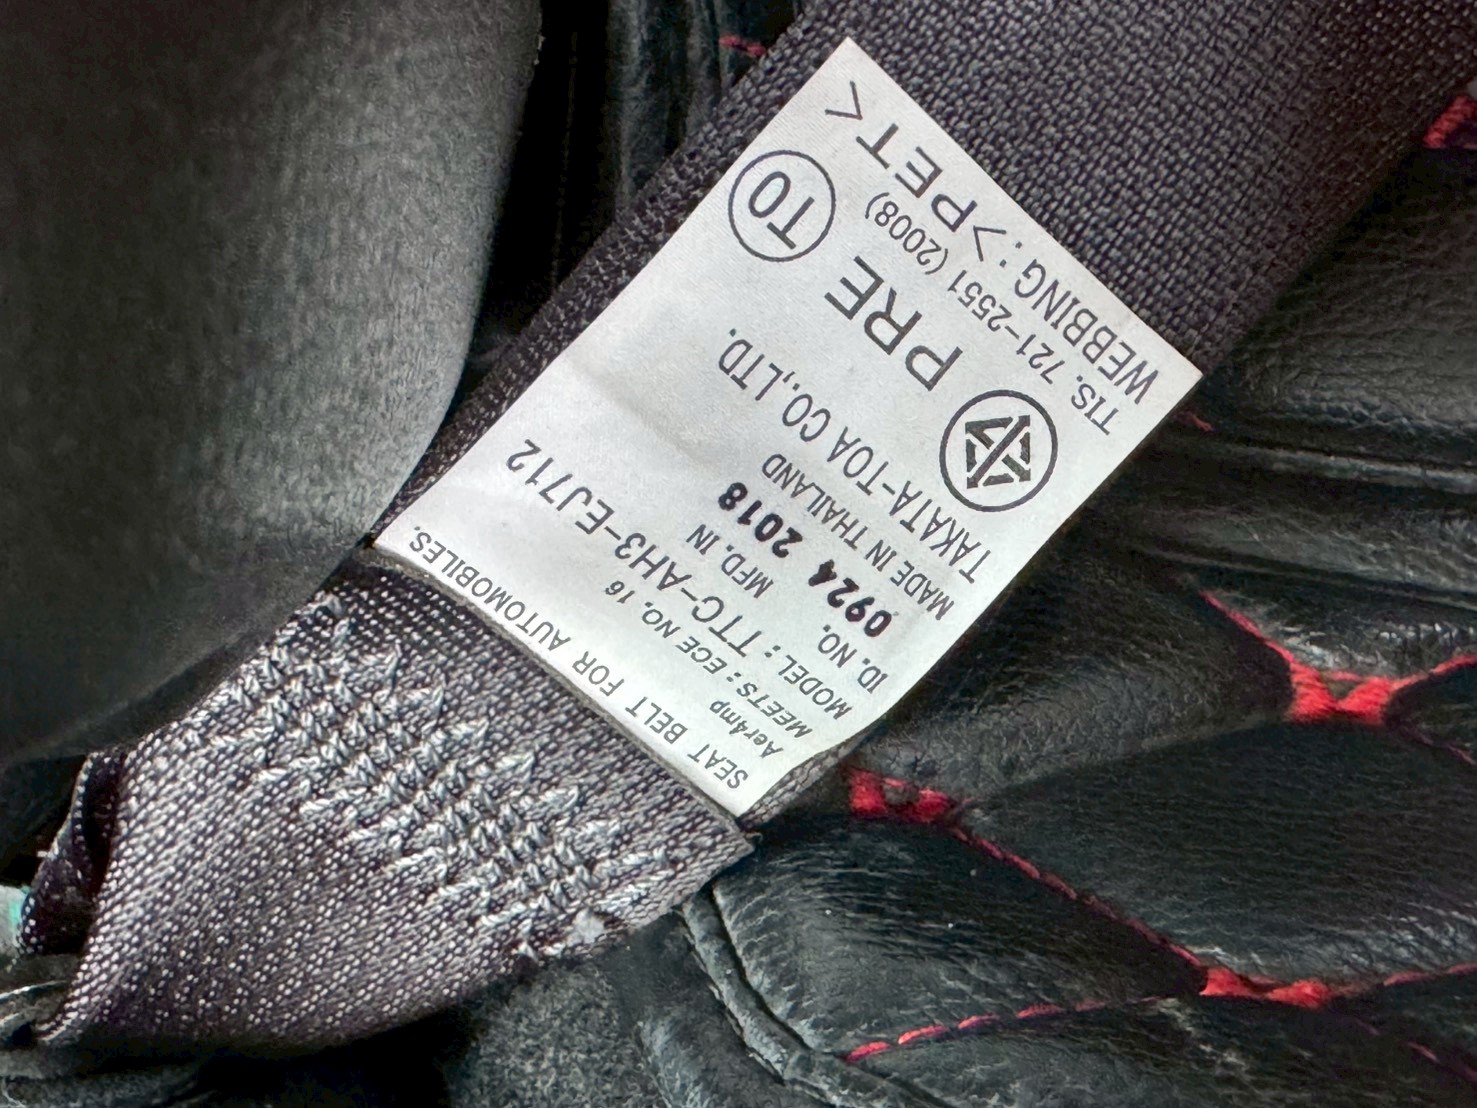 SEAT BELT FOR AUTOMOBILES.
Aer4mp
MEETS : ECE NO. 16
MODEL : TTC-AH3-EJ712
ID. NO. MFD. IN
0924 2018
MADE IN THAILAND
TAKATA-TOA CO.,LTD.
PRE TO
TIS. 721-2551 (2008)
WEBBING : >PET<